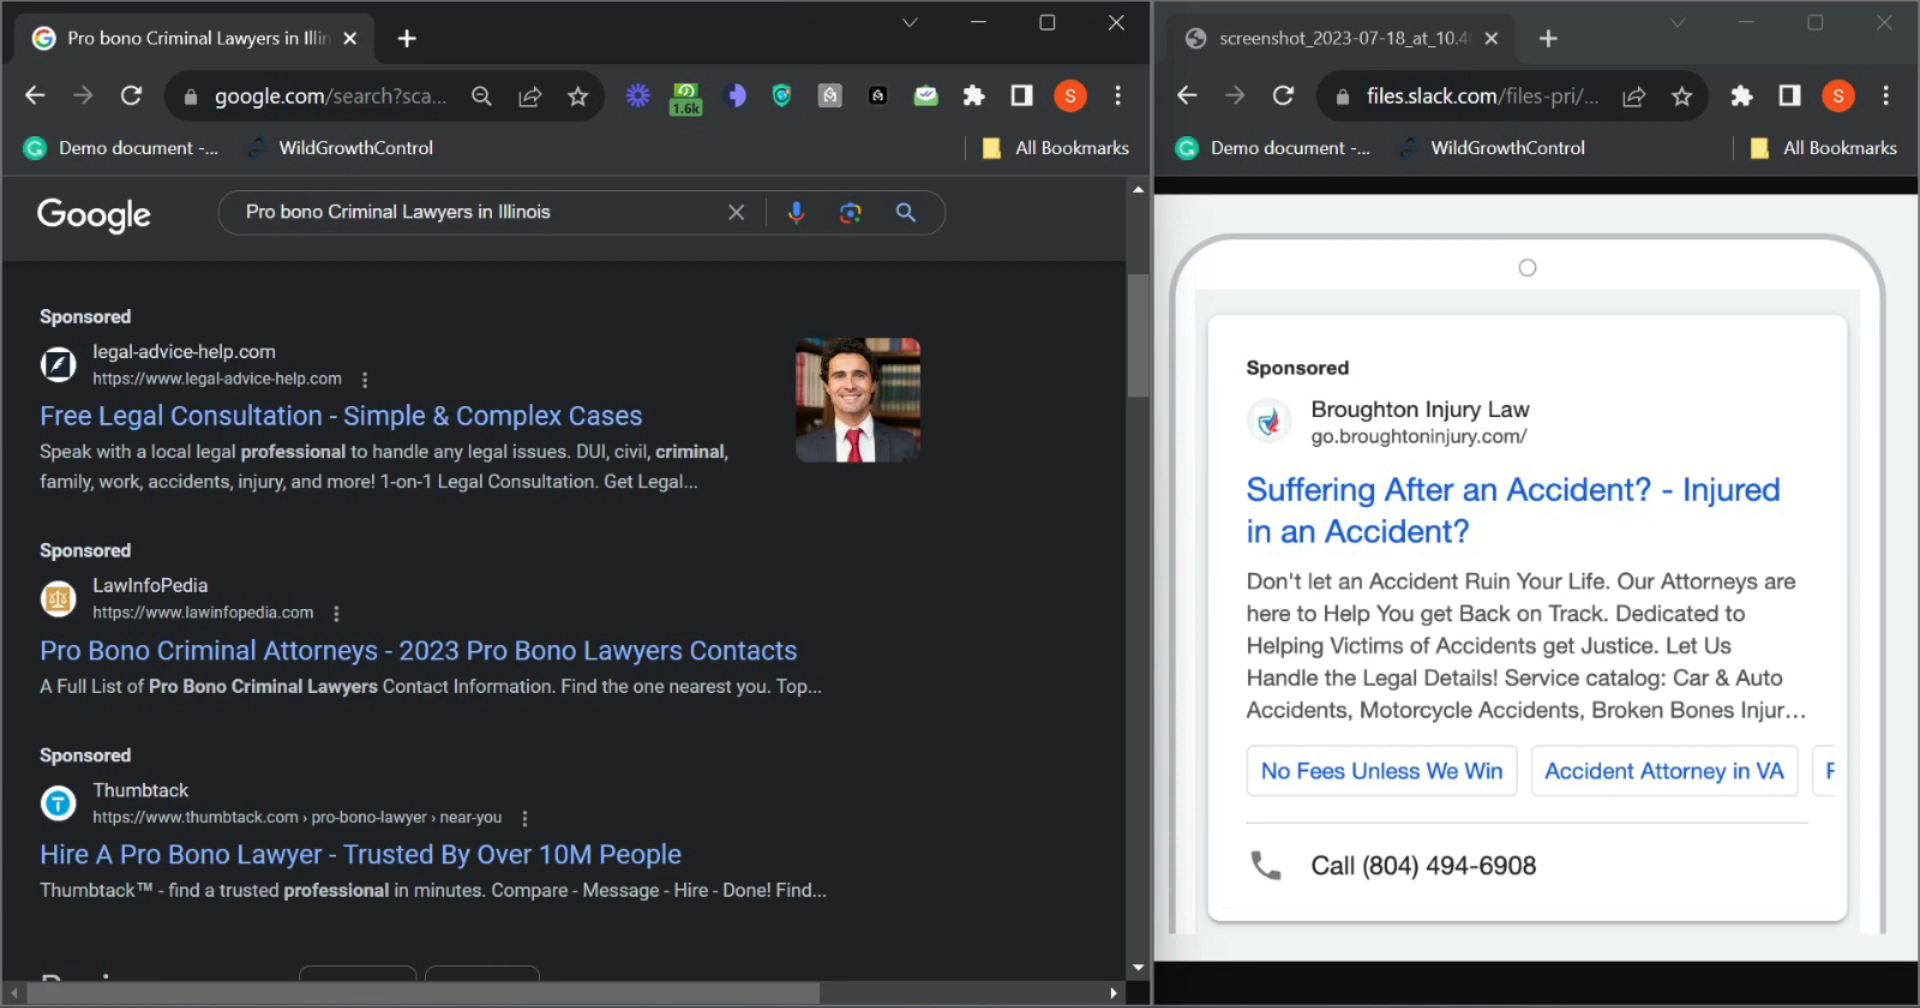 Pro bono Criminal Lawyers in Illin
google.com/search?sca...
1.6k
S
Demo document -...
WildGrowthControl
All Bookmarks
Google
Pro bono Criminal Lawyers in Illinois
Sponsored
legal-advice-help.com
https://www.legal-advice-help.com
Free Legal Consultation - Simple & Complex Cases
Speak with a local legal professional to handle any legal issues. DUI, civil, criminal,
family, work, accidents, injury, and more! 1-on-1 Legal Consultation. Get Legal...
Sponsored
LawInfoPedia
https://www.lawinfopedia.com
Pro Bono Criminal Attorneys - 2023 Pro Bono Lawyers Contacts
A Full List of Pro Bono Criminal Lawyers Contact Information. Find the one nearest you. Top...
Sponsored
T
Thumbtack
https://www.thumbtack.com › pro-bono-lawyer › near-you
Hire A Pro Bono Lawyer - Trusted By Over 10M People
Thumbtack™ - find a trusted professional in minutes. Compare - Message - Hire - Done! Find...
screenshot_2023-07-18_at_10.4
files.slack.com/files-pri/...
S
Demo document -...
WildGrowthControl
All Bookmarks
Sponsored
Broughton Injury Law
go.broughtoninjury.com/
Suffering After an Accident? - Injured
in an Accident?
Don't let an Accident Ruin Your Life. Our Attorneys are
here to Help You get Back on Track. Dedicated to
Helping Victims of Accidents get Justice. Let Us
Handle the Legal Details! Service catalog: Car & Auto
Accidents, Motorcycle Accidents, Broken Bones Injur...
No Fees Unless We Win
Accident Attorney in VA
Call (804) 494-6908